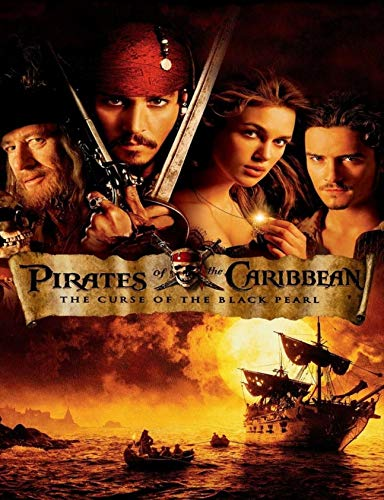 PIRATES of the CARIBBEAN
THE CURSE OF THE BLACK PEARL